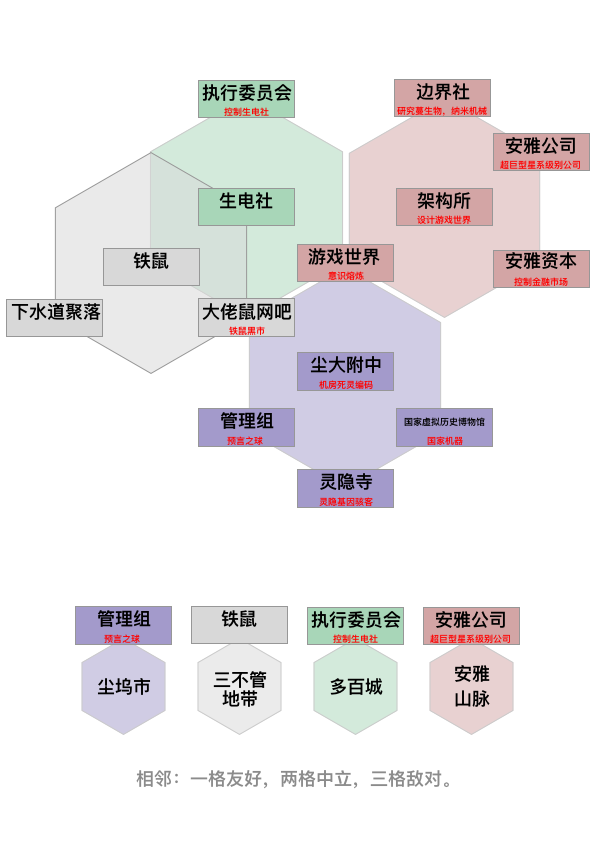 执行委员会
控制生电社
边界社
研究蔓生物，纳米机械
安雅公司
超巨型星系级别公司
生电社
架构所
设计游戏世界
铁鼠
游戏世界
意识熔炼
安雅资本
控制金融市场
下水道聚落
大佬鼠网吧
铁鼠黑市
尘大附中
机房死灵编码
管理组
预言之球
国家虚拟历史博物馆
国家机器
灵隐寺
灵隐基因骇客
管理组
预言之球
铁鼠
执行委员会
控制生电社
安雅公司
超巨型星系级别公司
尘坞市
三不管
地带
多百城
安雅
山脉
相邻：一格友好，两格中立，三格敌对。